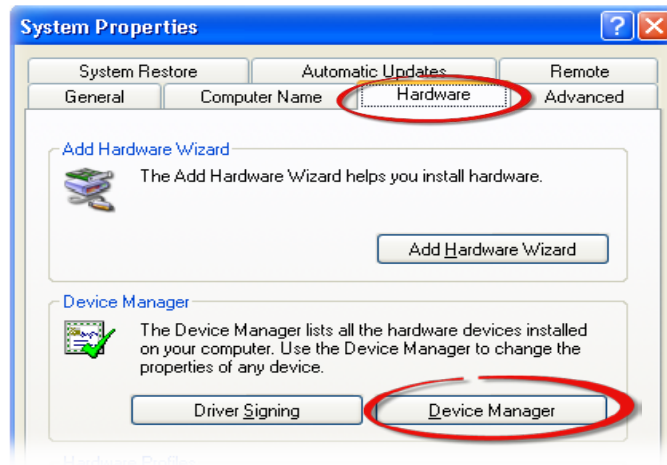 System Properties
System Restore Automatic Updates Remote
General Computer Name Hardware Advanced
Add Hardware Wizard
The Add Hardware Wizard helps you install hardware.
Add Hardware Wizard
Device Manager
The Device Manager lists all the hardware devices installed
on your computer. Use the Device Manager to change the
properties of any device.
Driver Signing Device Manager
Hardware Profiles